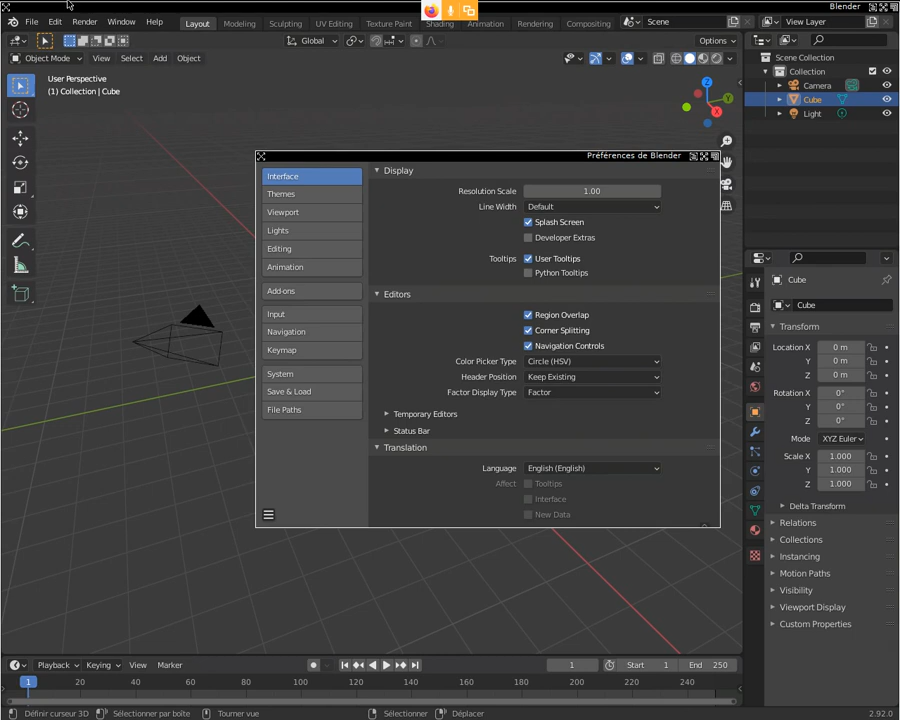 Blender
File Edit Render Window Help Layout Modeling Sculpting UV Editing Texture Paint Shading Animation Rendering Compositing Scene View Layer
Global Options
Object Mode View Select Add Object
User Perspective
(1) Collection | Cube
Z
Y
X
Scene Collection
Collection
Camera
Cube
Light
Préférences de Blender
Interface
Themes
Viewport
Lights
Editing
Animation
Add-ons
Input
Navigation
Keymap
System
Save & Load
File Paths
Display
Resolution Scale 1.00
Line Width Default
Splash Screen
Developer Extras
Tooltips User Tooltips
Python Tooltips
Editors
Region Overlap
Corner Splitting
Navigation Controls
Color Picker Type Circle (HSV)
Header Position Keep Existing
Factor Display Type Factor
Temporary Editors
Status Bar
Translation
Language English (English)
Affect Tooltips
Interface
New Data
Cube
Cube
Transform
Location X 0 m
Y 0 m
Z 0 m
Rotation X 0°
Y 0°
Z 0°
Mode XYZ Euler
Scale X 1.000
Y 1.000
Z 1.000
Delta Transform
Relations
Collections
Instancing
Motion Paths
Visibility
Viewport Display
Custom Properties
Playback Keying View Marker 1 Start 1 End 250
1 20 40 60 80 100 120 140 160 180 200 220 240
Définir curseur 3D Sélectionner par boîte Tourner vue Sélectionner Déplacer 2.92.0